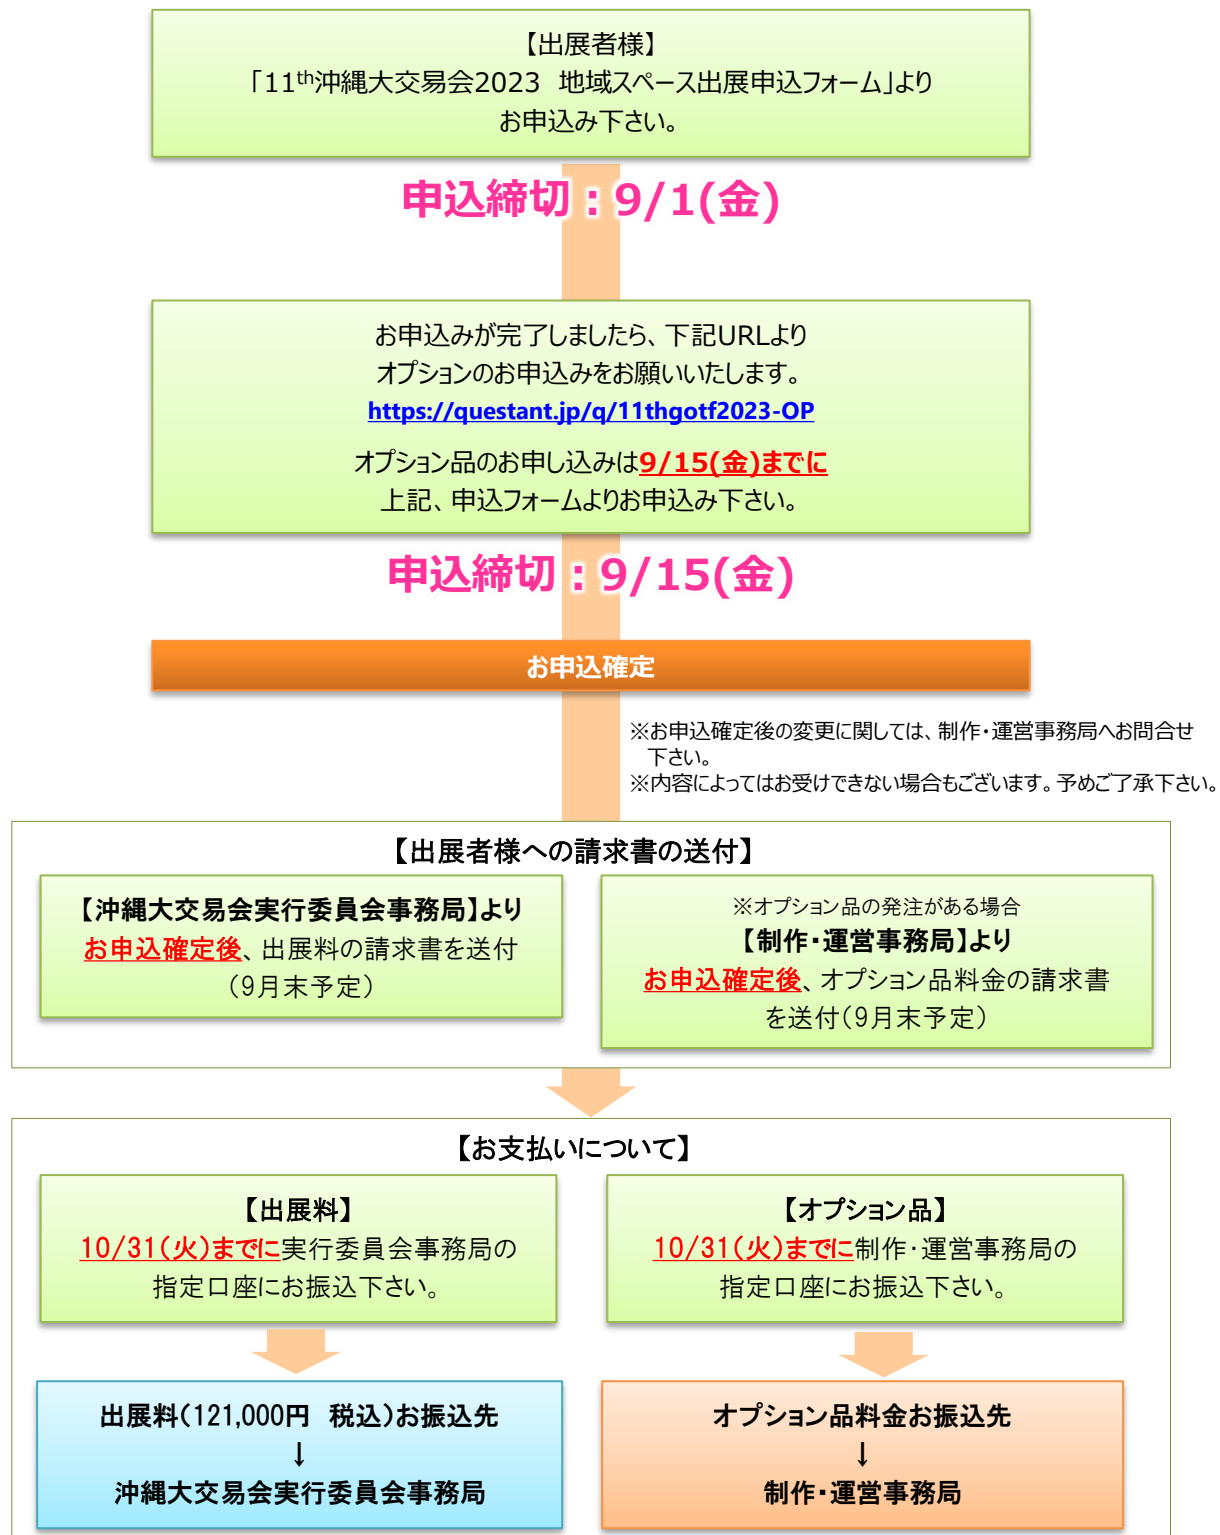 【出展者様】
「11th沖縄大交易会2023　地域スペース出展申込フォーム」より
お申込み下さい。
申込締切：9/1(金)
お申込みが完了しましたら、下記URLより
オプションのお申込みをお願いいたします。
https://questant.jp/q/11thgotf2023-OP
オプション品のお申し込みは9/15(金)までに
上記、申込フォームよりお申込み下さい。
申込締切：9/15(金)
お申込確定
※お申込確定後の変更に関しては、制作・運営事務局へお問合せ
下さい。
※内容によってはお受けできない場合もございます。予めご了承下さい。
【出展者様への請求書の送付】
【沖縄大交易会実行委員会事務局】より
お申込確定後、出展料の請求書を送付
（9月末予定）
※オプション品の発注がある場合
【制作・運営事務局】より
お申込確定後、オプション品料金の請求書
を送付（9月末予定）
【お支払いについて】
【出展料】
10/31(火)までに実行委員会事務局の
指定口座にお振込下さい。
【オプション品】
10/31(火)までに制作・運営事務局の
指定口座にお振込下さい。
出展料(121,000円　税込)お振込先
↓
沖縄大交易会実行委員会事務局
オプション品料金お振込先
↓
制作・運営事務局